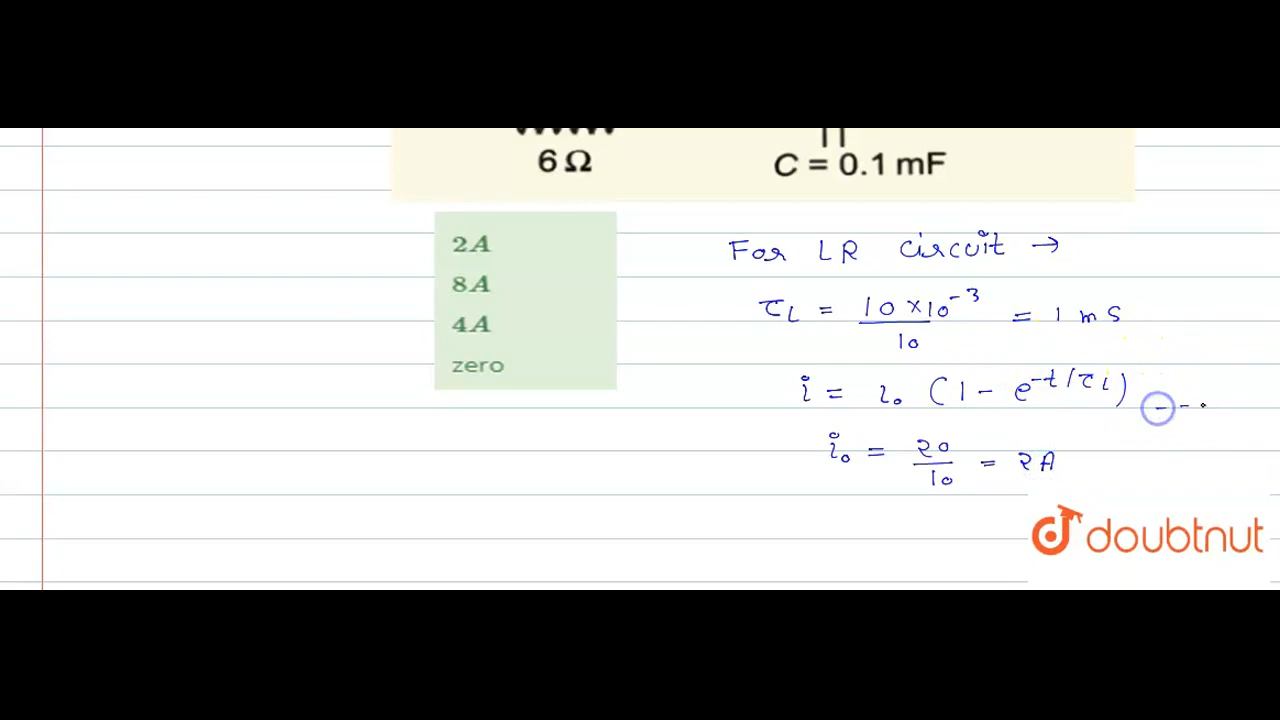 6 Ω
C = 0.1 mF
2A
8A
4A
zero
For LR circuit →
τL = 10 × 10⁻³ / 10 = 1 mS
i = i₀ (1 - e^-t/τL) ---
i₀ = 20 / 10 = 2A
doubtnut